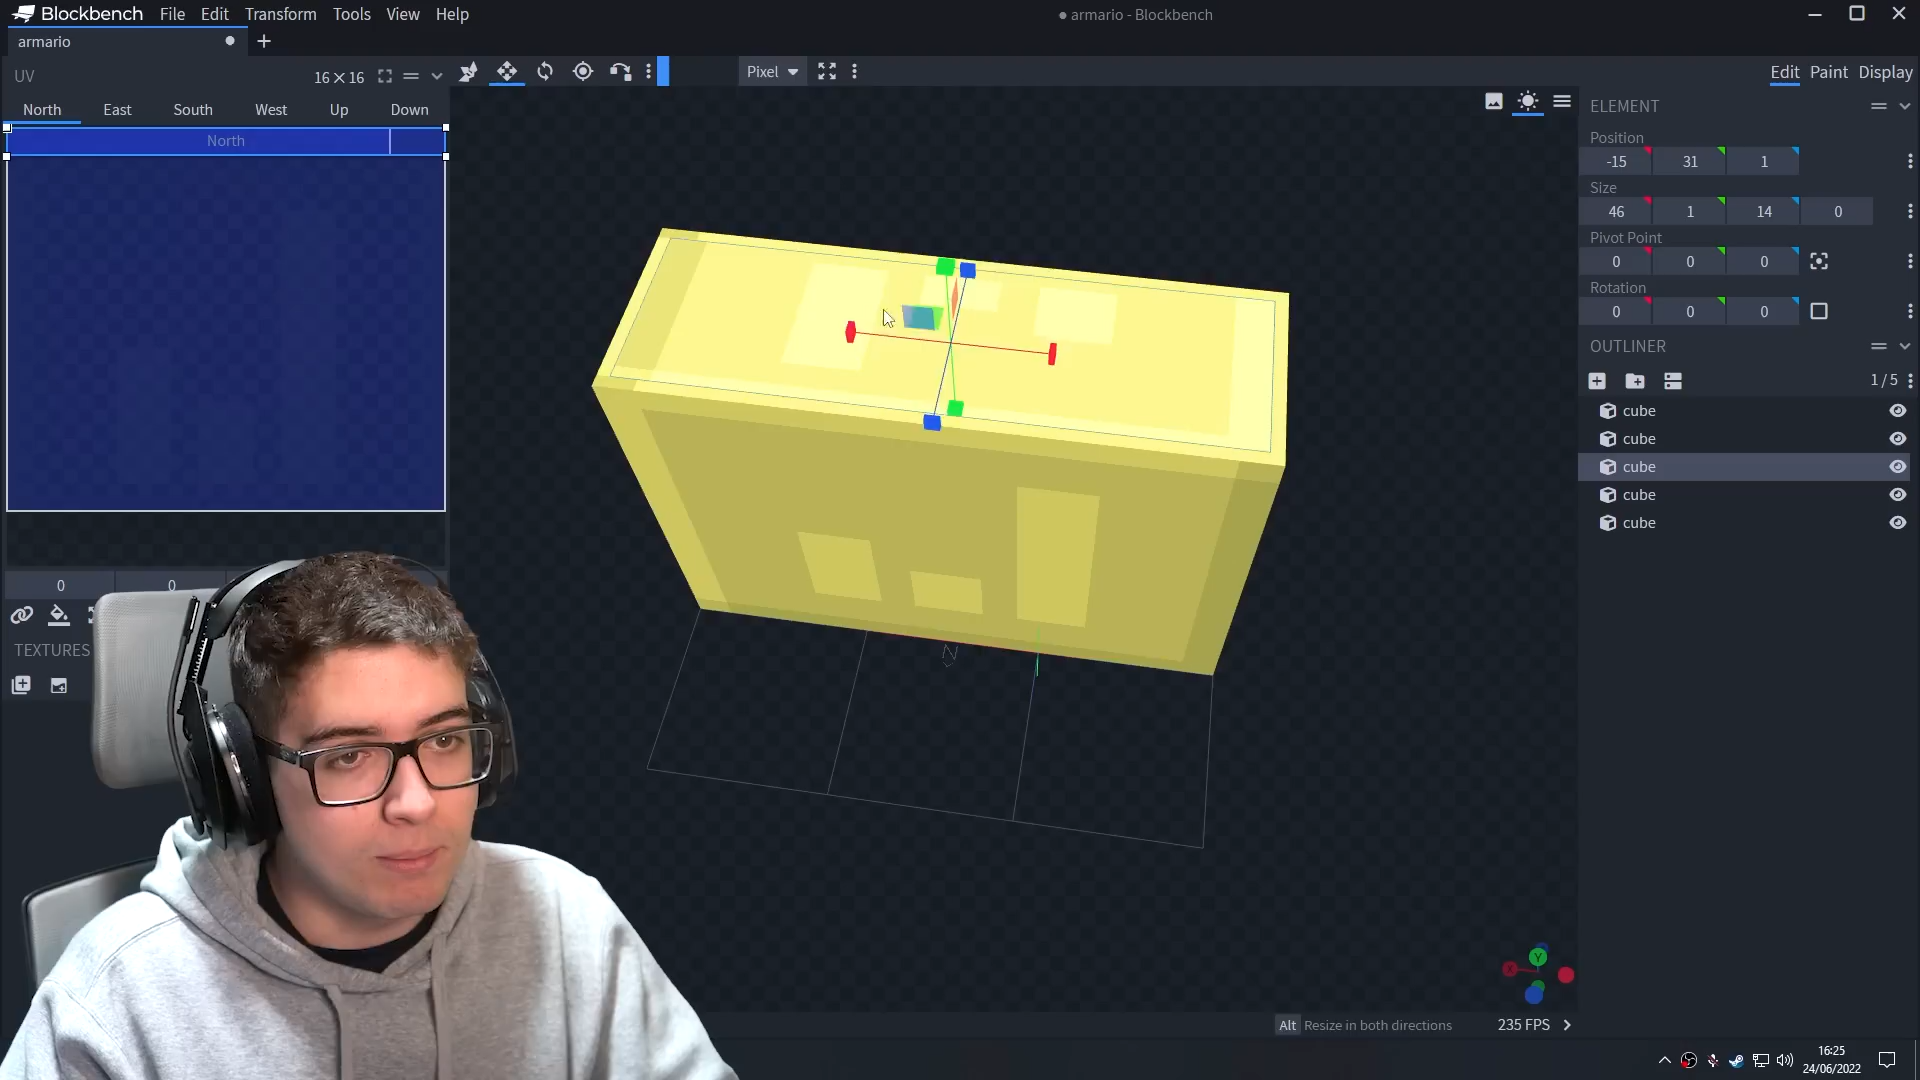 Blockbench File Edit Transform Tools View Help
● armario - Blockbench
armario
UV 16×16
Pixel
Edit Paint Display
North East South West Up Down
North
ELEMENT
Position
-15 31 1
Size
46 1 14 0
Pivot Point
0 0 0
Rotation
0 0 0
OUTLINER
1 / 5
cube
cube
cube
cube
cube
0 0
TEXTURES
N
Y
X
Alt Resize in both directions 235 FPS
16:25
24/06/2022